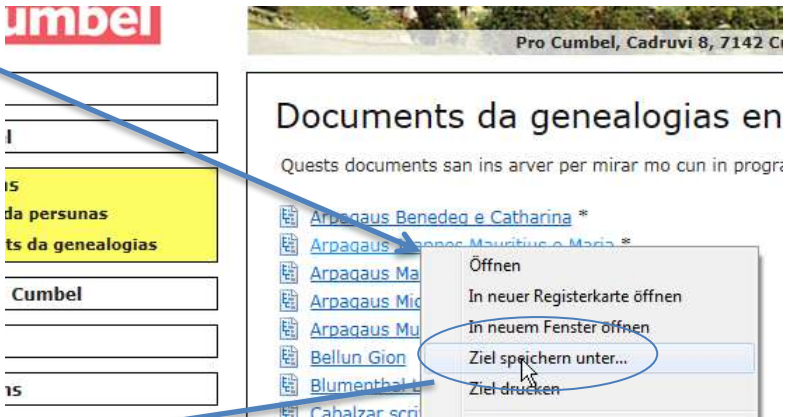 umbel
Pro Cumbel, Cadruvi 8, 7142
Documents da genealogias en
Quests documents san ins arver per mirar mo cun in progra
da persunas
ts da genealogias
Cumbel
ns
Arpagaus Benedeg e Catharina *
Arpagaus Mauritius e Maria *
Arpagaus Ma
Arpagaus Mic
Arpagaus Mu
Bellun Gion
Blumenthal
Cabalzar scri
Öffnen
In neuer Registerkarte öffnen
In neuem Fenster öffnen
Ziel speichern unter...
Ziel drucken